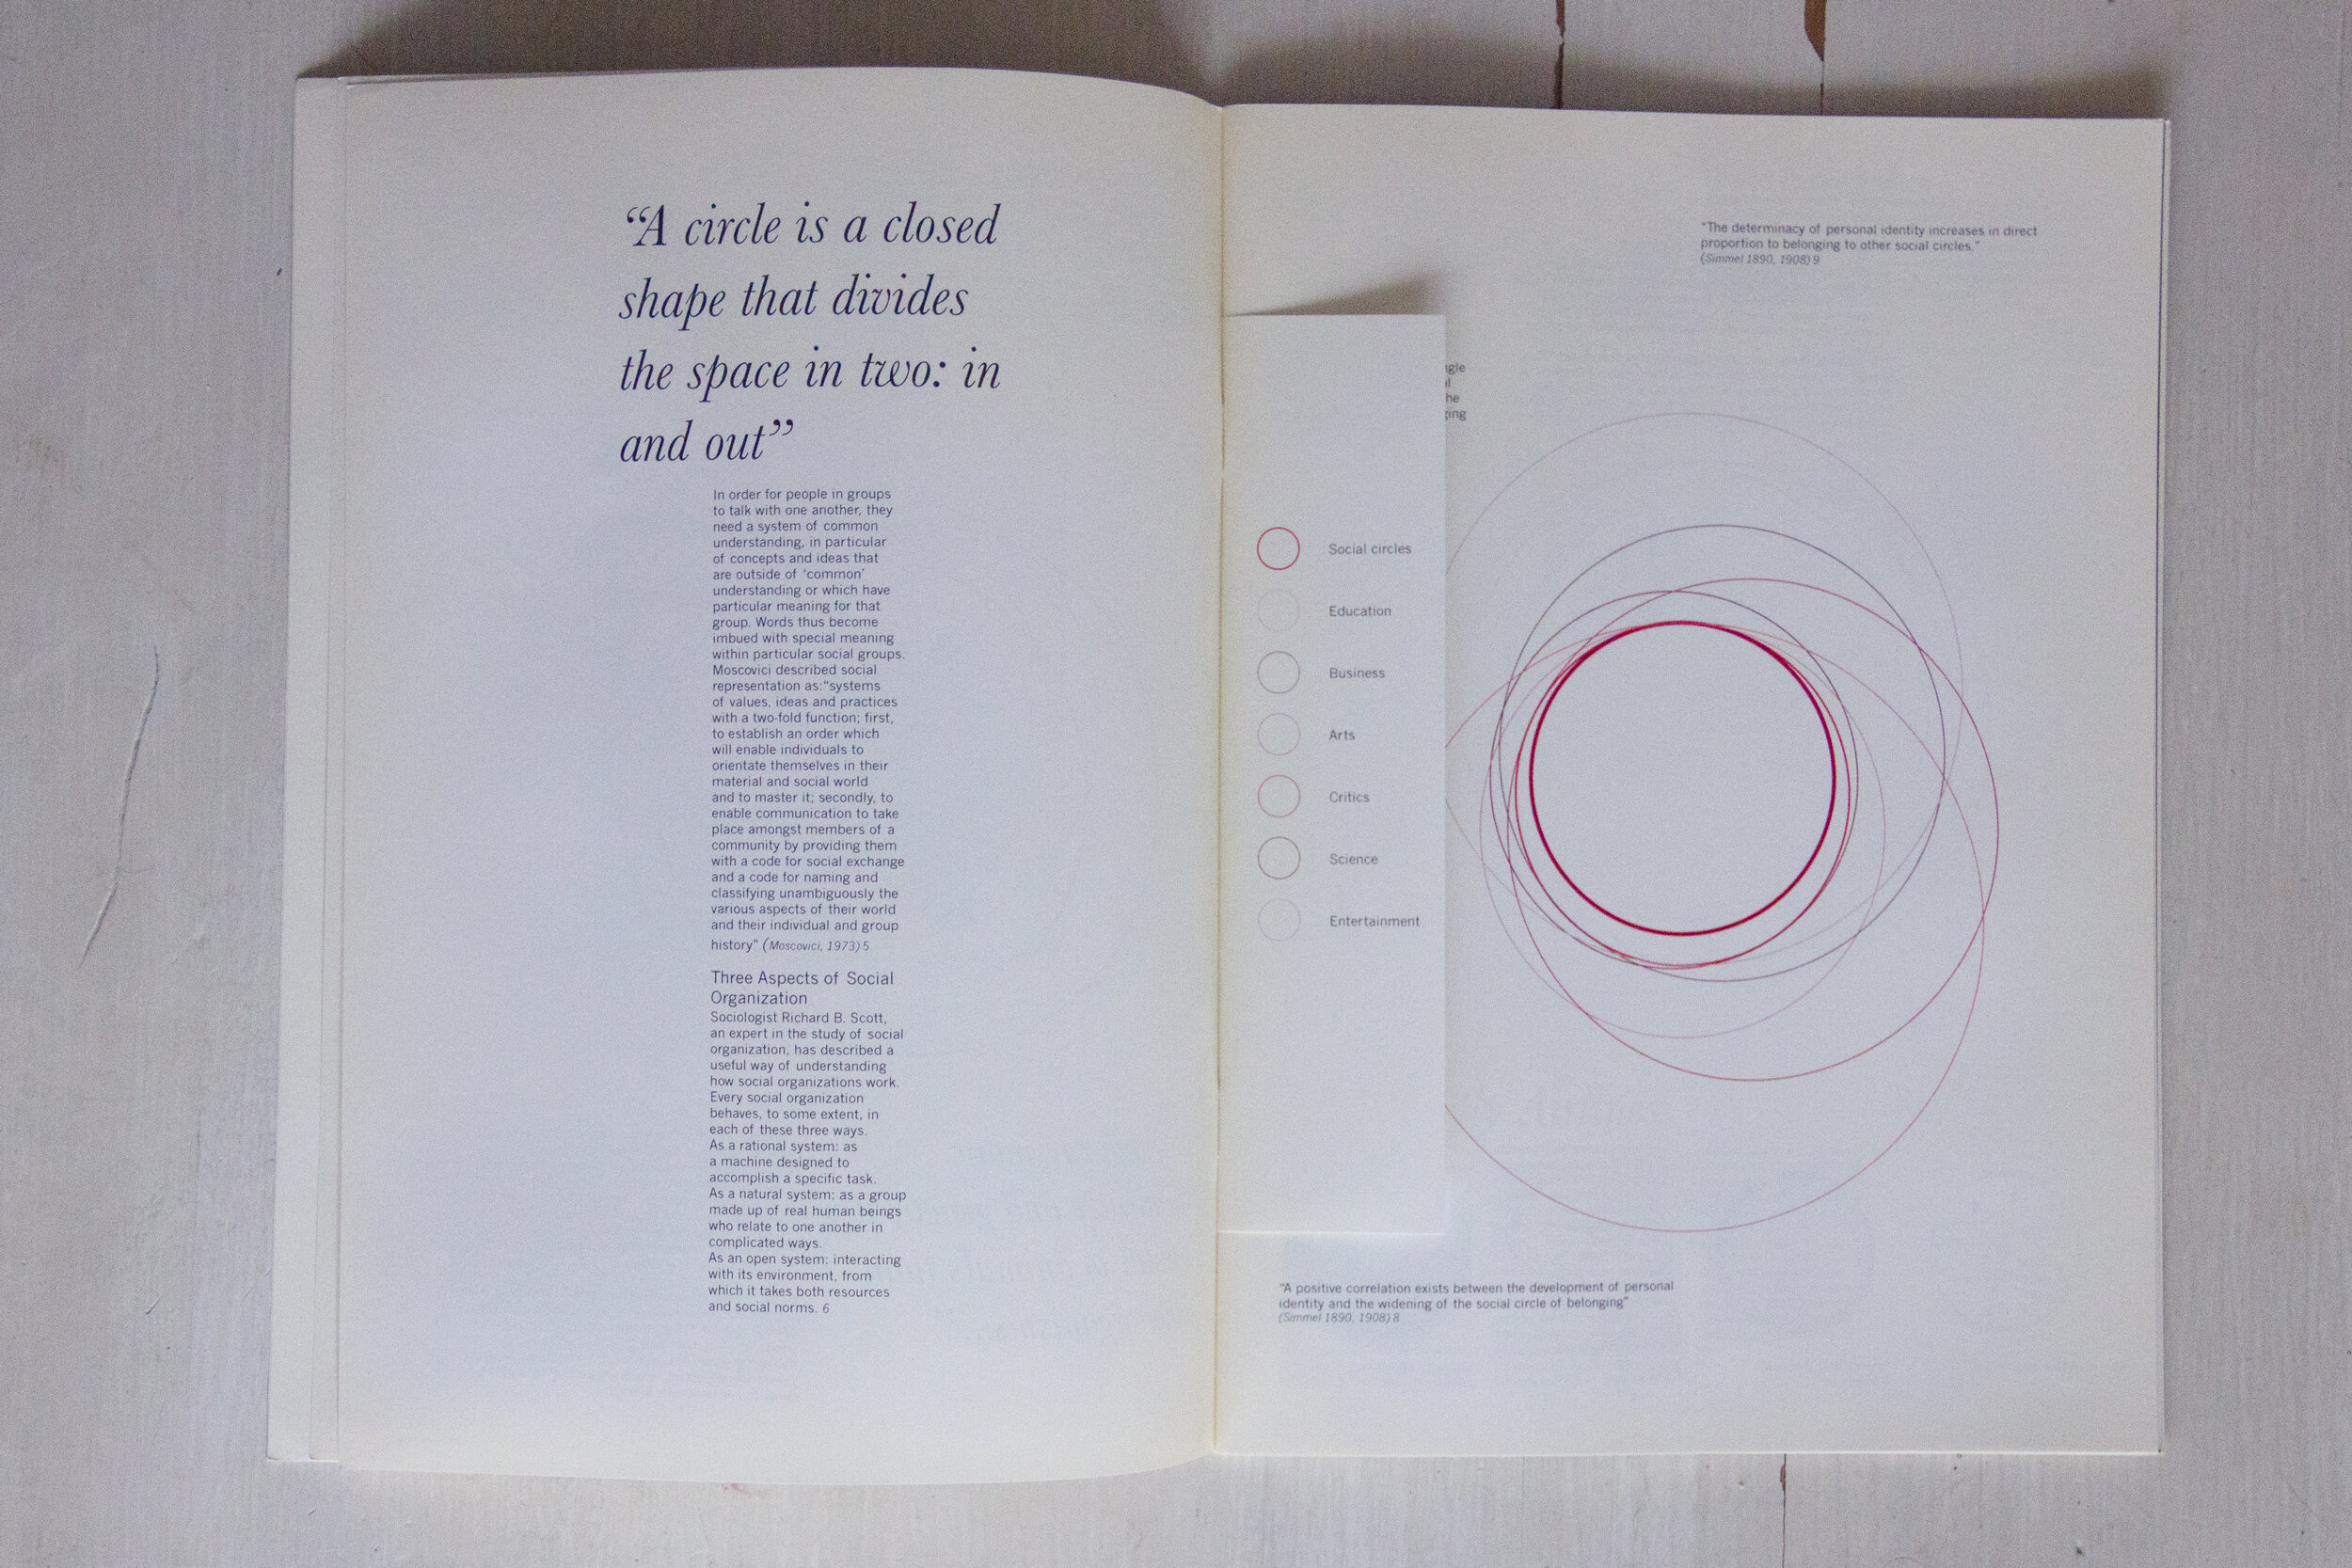 “A circle is a closed
shape that divides
the space in two: in
and out”
In order for people in groups
to talk with one another, they
need a system of common
understanding, in particular
of concepts and ideas that
are outside of ‘common’
understanding or which have
particular meaning for that
group. Words thus become
imbued with special meaning
within particular social groups.
Moscovici described social
representation as:“systems
of values, ideas and practices
with a two-fold function; first,
to establish an order which
will enable individuals to
orientate themselves in their
material and social world
and to master it; secondly, to
enable communication to take
place amongst members of a
community by providing them
with a code for social exchange
and a code for naming and
classifying unambiguously the
various aspects of their world
and their individual and group
history” (Moscovici, 1973) 5
Three Aspects of Social
Organization
Sociologist Richard B. Scott,
an expert in the study of social
organization, has described a
useful way of understanding
how social organizations work.
Every social organization
behaves, to some extent, in
each of these three ways.
As a rational system: as
a machine designed to
accomplish a specific task.
As a natural system: as a group
made up of real human beings
who relate to one another in
complicated ways.
As an open system: interacting
with its environment, from
which it takes both resources
and social norms. 6
“The determinacy of personal identity increases in direct
proportion to belonging to other social circles.”
(Simmel 1890, 1908) 9
Social circles
Education
Business
Arts
Critics
Science
Entertainment
“A positive correlation exists between the development of personal
identity and the widening of the social circle of belonging”
(Simmel 1890, 1908) 8